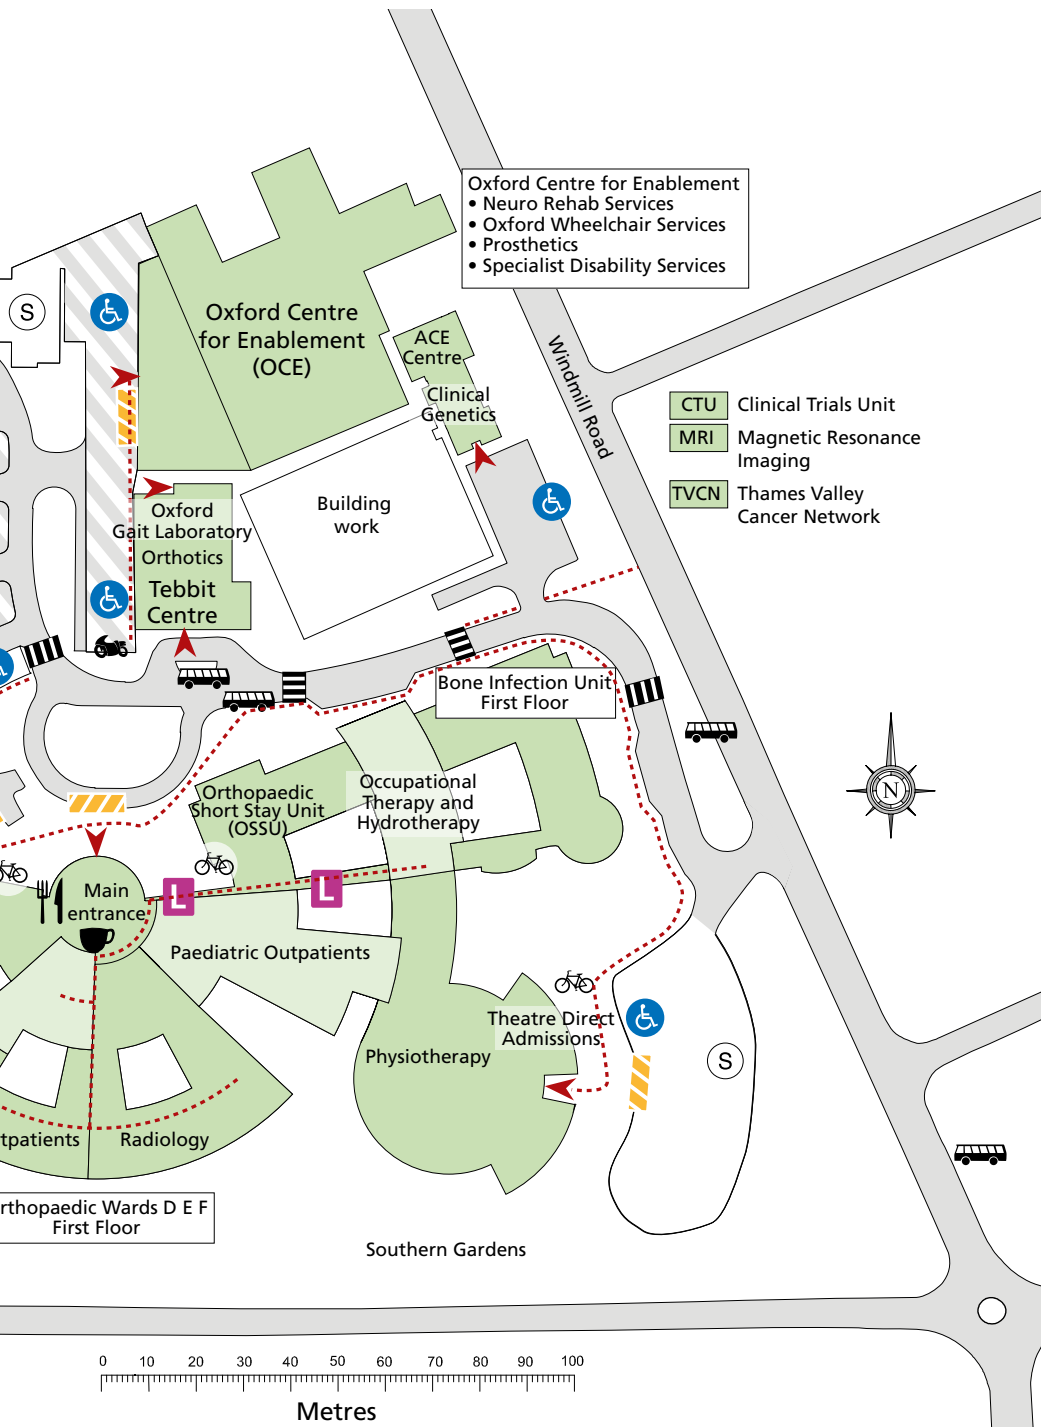 Oxford Centre for Enablement
• Neuro Rehab Services
• Oxford Wheelchair Services
• Prosthetics
• Specialist Disability Services
S
Oxford Centre
for Enablement
(OCE)
ACE
Centre
Clinical
Genetics
Windmill Road
CTU Clinical Trials Unit
MRI Magnetic Resonance
Imaging
TVCN Thames Valley
Cancer Network
Building
work
Oxford
Gait Laboratory
Orthotics
Tebbit
Centre
Bone Infection Unit
First Floor
Orthopaedic
Short Stay Unit
(OSSU)
Occupational
Therapy and
Hydrotherapy
N
Main
entrance
L
L
Paediatric Outpatients
Theatre Direct
Admissions
Physiotherapy
S
tpatients
Radiology
rthopaedic Wards D E F
First Floor
Southern Gardens
0 10 20 30 40 50 60 70 80 90 100
Metres